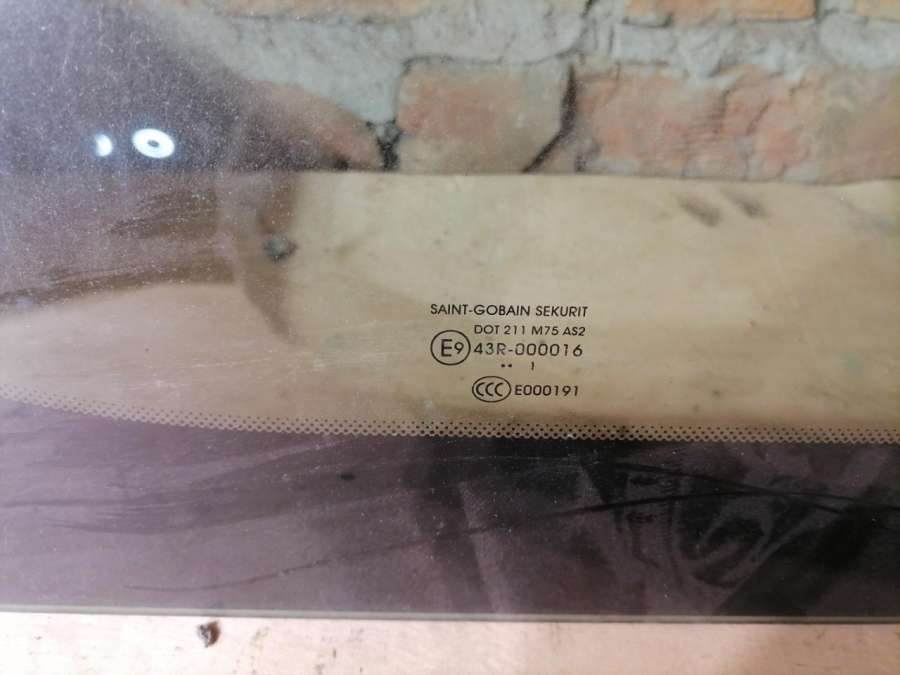 SAINT-GOBAIN SEKURIT
DOT 211 M75 AS2
E9 43R-000016
•• 1
CCC E000191